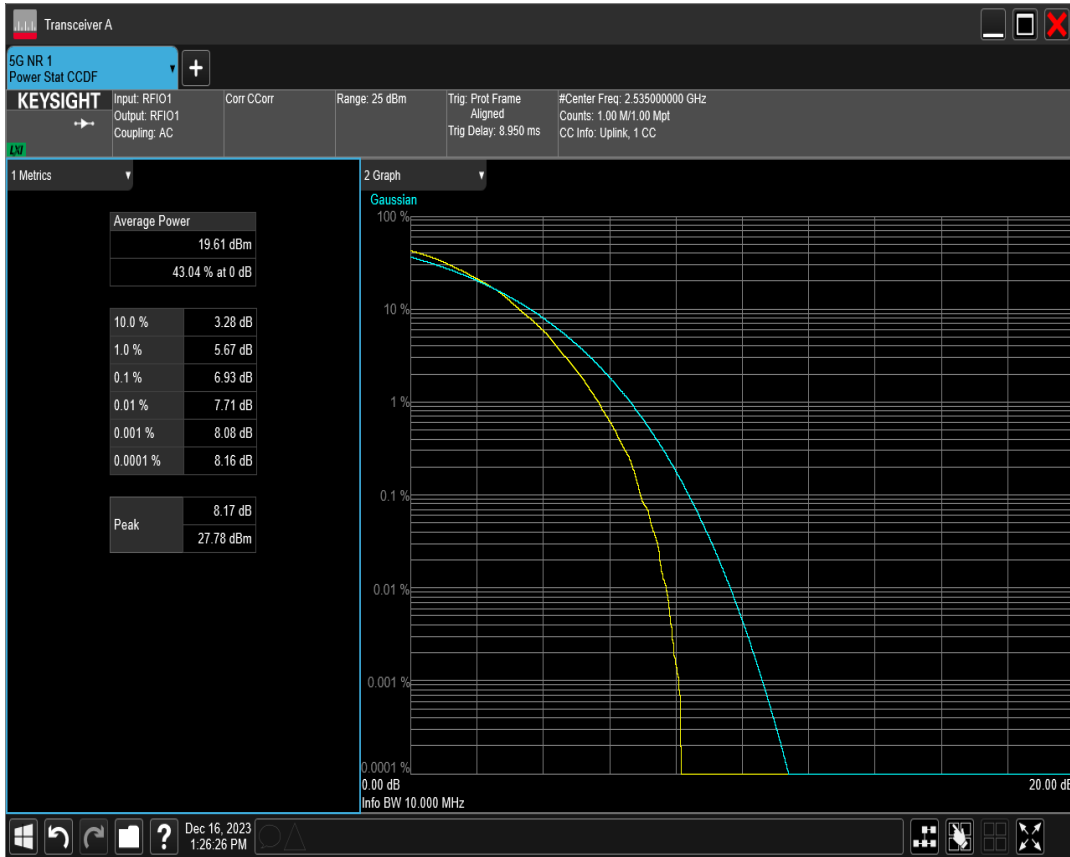 Transceiver A
5G NR 1
Power Stat CCDF
+
KEYSIGHT
LXI
Input: RFIO1
Output: RFIO1
Coupling: AC
Corr CCorr
Range: 25 dBm
Trig: Prot Frame
Aligned
Trig Delay: 8.950 ms
#Center Freq: 2.535000000 GHz
Counts: 1.00 M/1.00 Mpt
CC Info: Uplink, 1 CC
1 Metrics
Average Power
19.61 dBm
43.04 % at 0 dB
10.0 % 3.28 dB
1.0 % 5.67 dB
0.1 % 6.93 dB
0.01 % 7.71 dB
0.001 % 8.08 dB
0.0001 % 8.16 dB
Peak
8.17 dB
27.78 dBm
2 Graph
Gaussian
100 %
10 %
1 %
0.1 %
0.01 %
0.001 %
0.0001 %
0.00 dB 20.00 dB
Info BW 10.000 MHz
?
Dec 16, 2023
1:26:26 PM